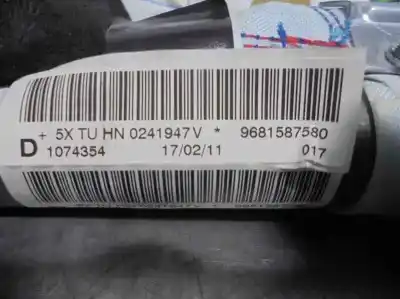 + 5X TU HN 0241947V * 9681587580
D 1074354 17/02/11 017